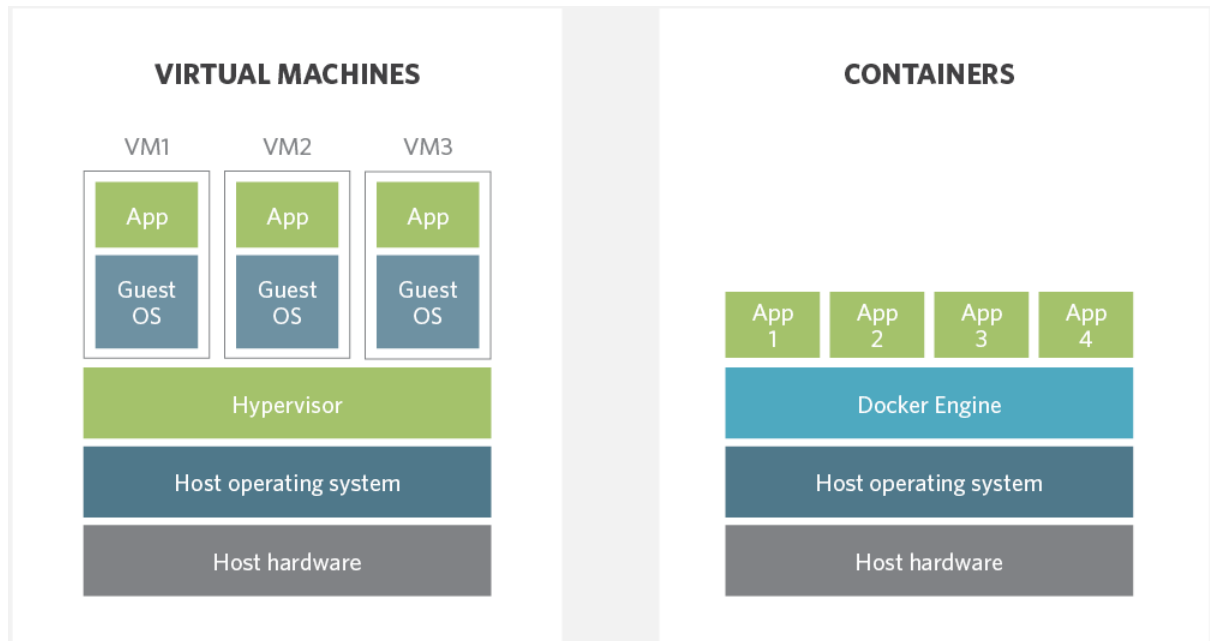 VIRTUAL MACHINES
VM1 VM2 VM3
App App App
Guest Guest Guest
OS OS OS
Hypervisor
Host operating system
Host hardware
CONTAINERS
App App App App
1 2 3 4
Docker Engine
Host operating system
Host hardware